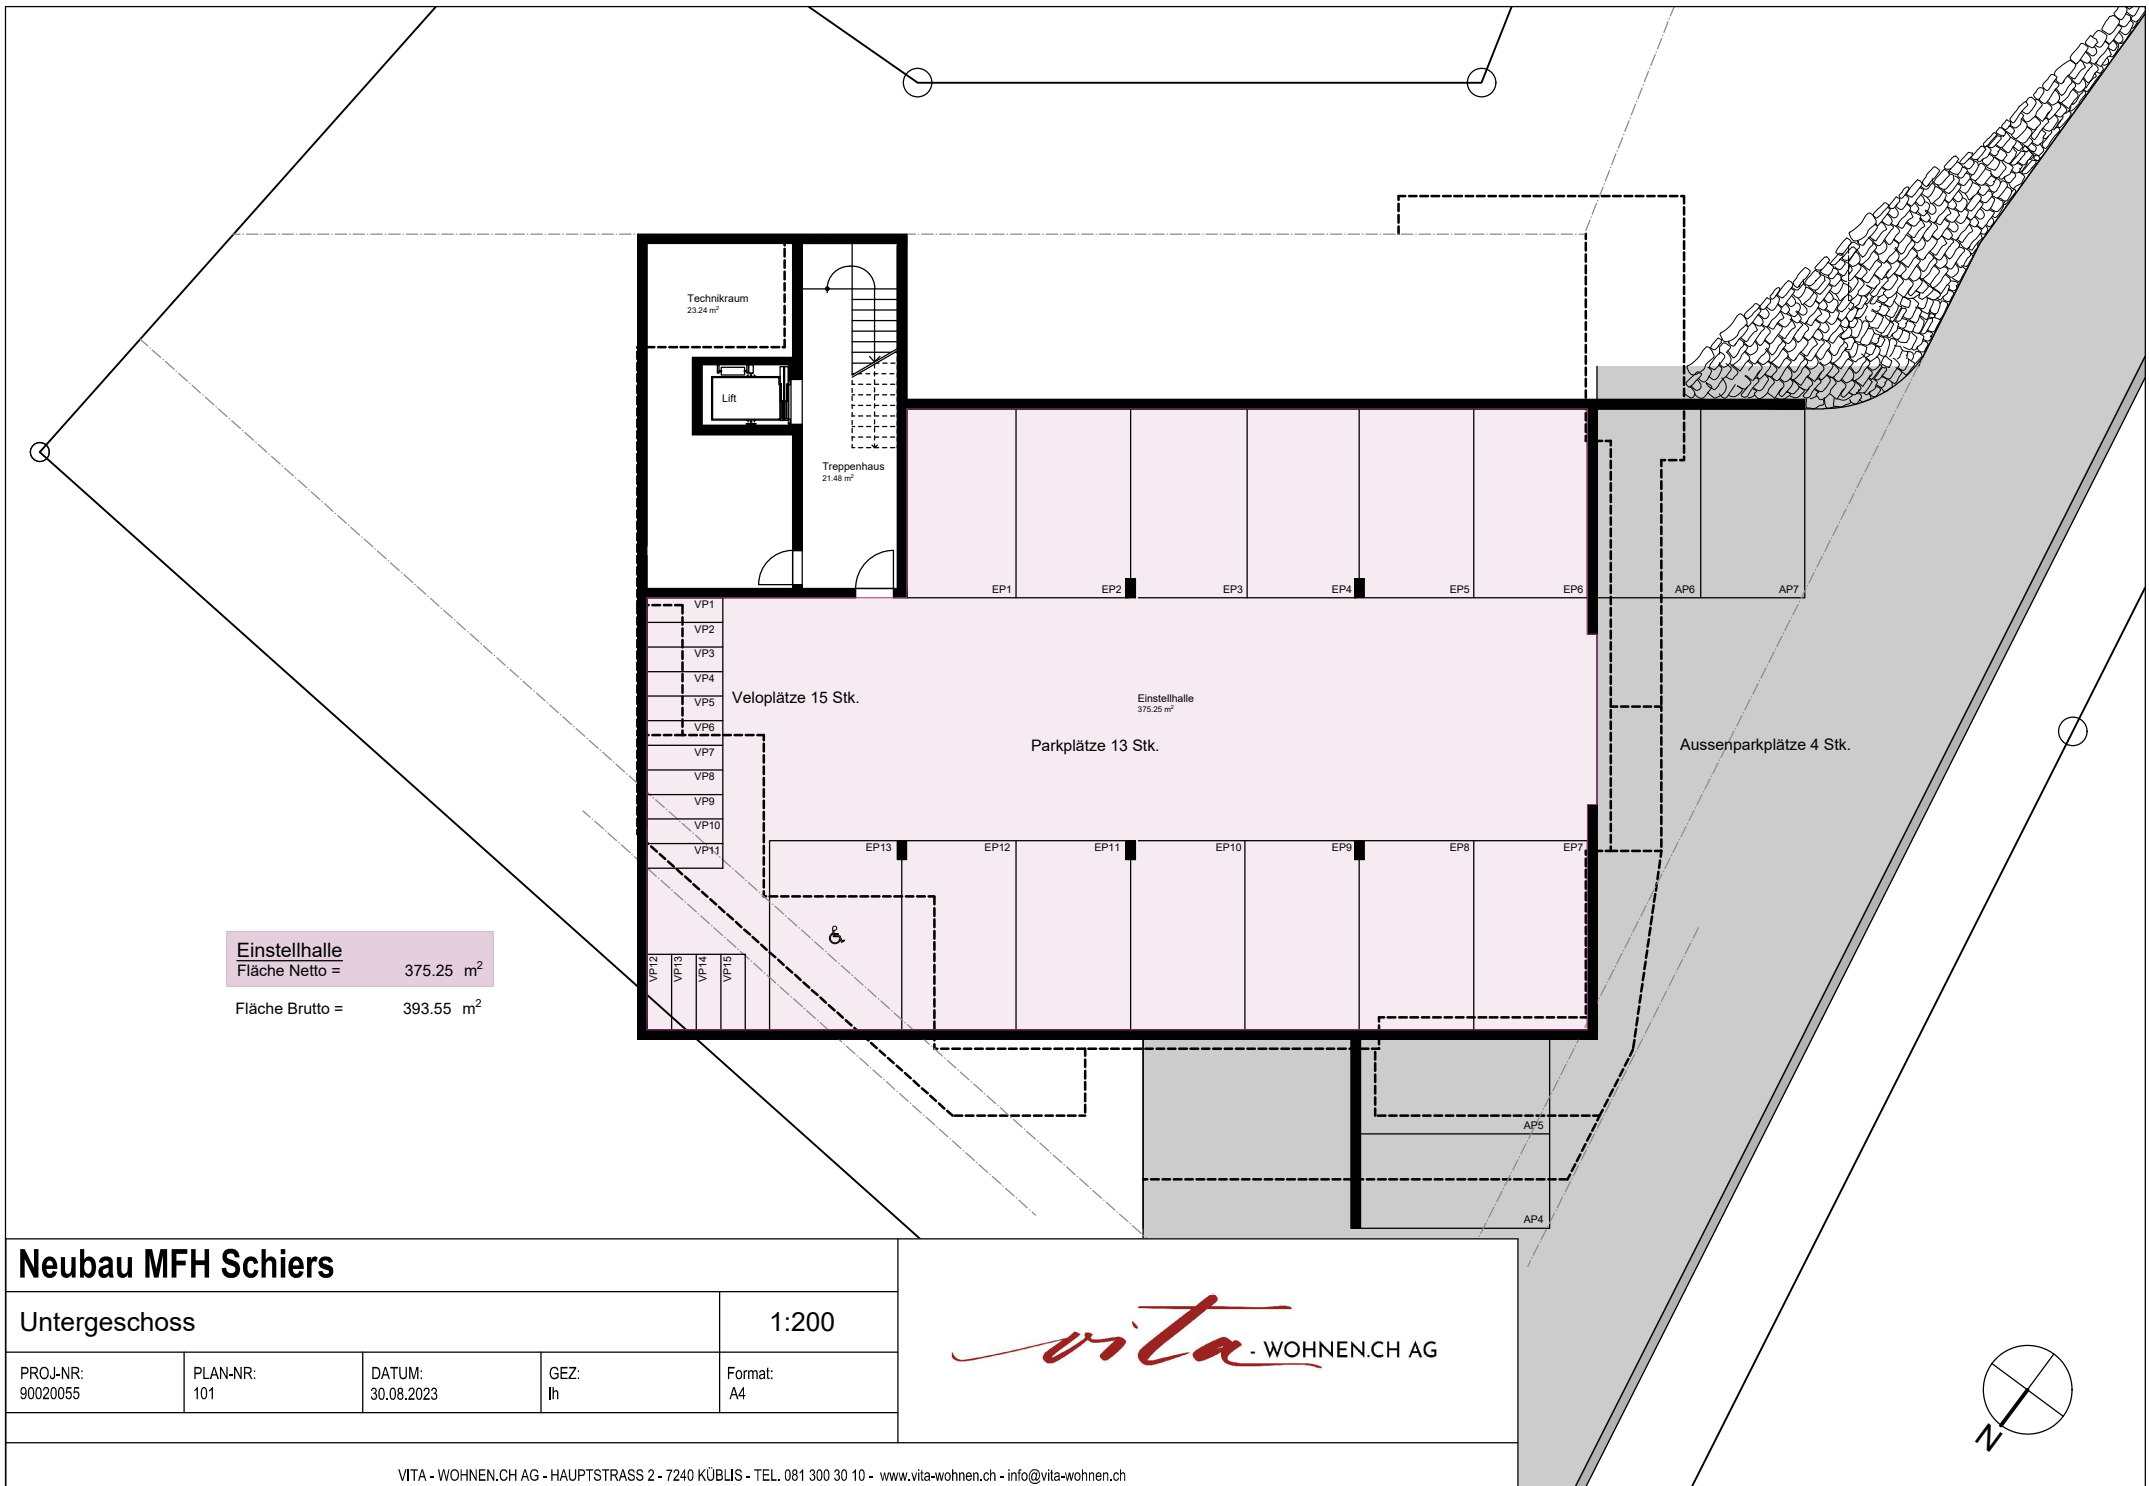 Technikraum
23.24 m²
Lift
Treppenhaus
21.48 m²
EP1
EP2
EP3
EP4
EP5
EP6
AP6
AP7
VP1
VP2
VP3
VP4
VP5
VP6
VP7
VP8
VP9
VP10
VP11
Veloplätze 15 Stk.
Einstellhalle
375.25 m²
Parkplätze 13 Stk.
Aussenparkplätze 4 Stk.
EP13
EP12
EP11
EP10
EP9
EP8
EP7
VP12
VP13
VP14
VP15
Einstellhalle
Fläche Netto = 375.25 m²
Fläche Brutto = 393.55 m²
AP5
AP4
Neubau MFH Schiers
Untergeschoss
1:200
PROJ-NR:
90020055
PLAN-NR:
101
DATUM:
30.08.2023
GEZ:
lh
Format:
A4
vita - WOHNEN.CH AG
N
VITA - WOHNEN.CH AG - HAUPTSTRASS 2 - 7240 KÜBLIS - TEL. 081 300 30 10 - www.vita-wohnen.ch - info@vita-wohnen.ch